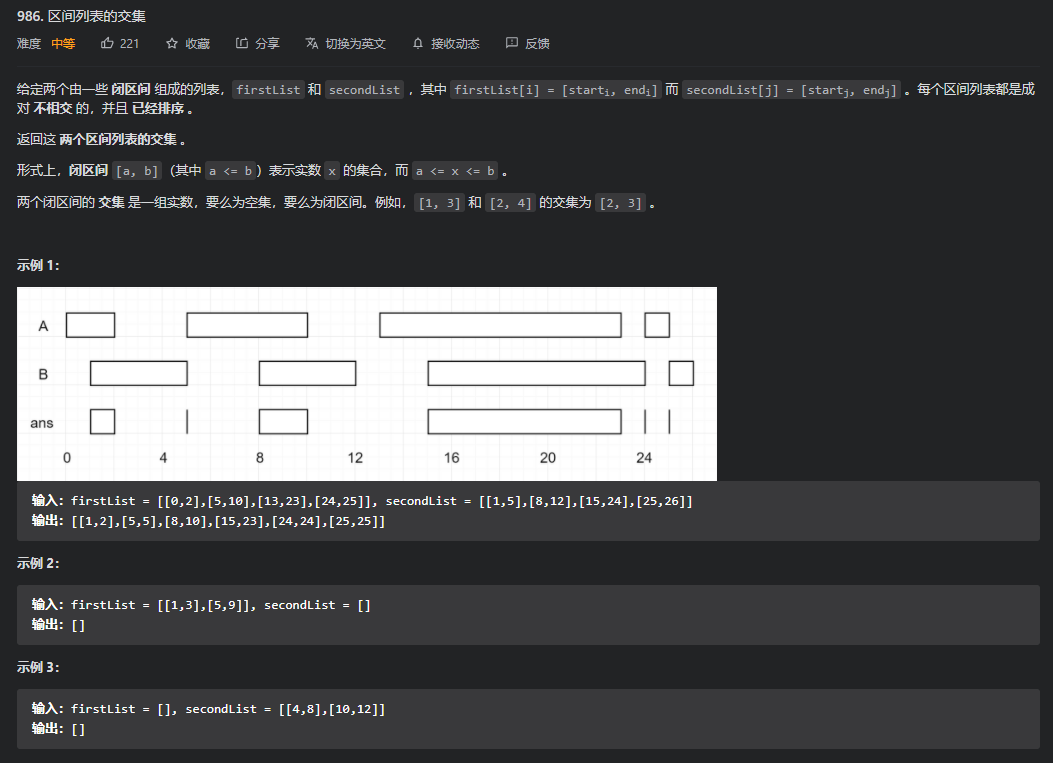 986. 区间列表的交集
难度 中等 221 收藏 分享 切换为英文 接收动态 反馈
给定两个由一些 闭区间 组成的列表，firstList 和 secondList ，其中 firstList[i] = [starti, endi] 而 secondList[j] = [startj, endj] 。每个区间列表都是成
对 不相交 的，并且 已经排序 。
返回这 两个区间列表的交集 。
形式上，闭区间 [a, b]（其中 a <= b）表示实数 x 的集合，而 a <= x <= b 。
两个闭区间的 交集 是一组实数，要么为空集，要么为闭区间。例如，[1, 3] 和 [2, 4] 的交集为 [2, 3] 。
示例 1：
A
B
ans
0 4 8 12 16 20 24
输入：firstList = [[0,2],[5,10],[13,23],[24,25]], secondList = [[1,5],[8,12],[15,24],[25,26]]
输出：[[1,2],[5,5],[8,10],[15,23],[24,24],[25,25]]
示例 2：
输入：firstList = [[1,3],[5,9]], secondList = []
输出：[]
示例 3：
输入：firstList = [], secondList = [[4,8],[10,12]]
输出：[]